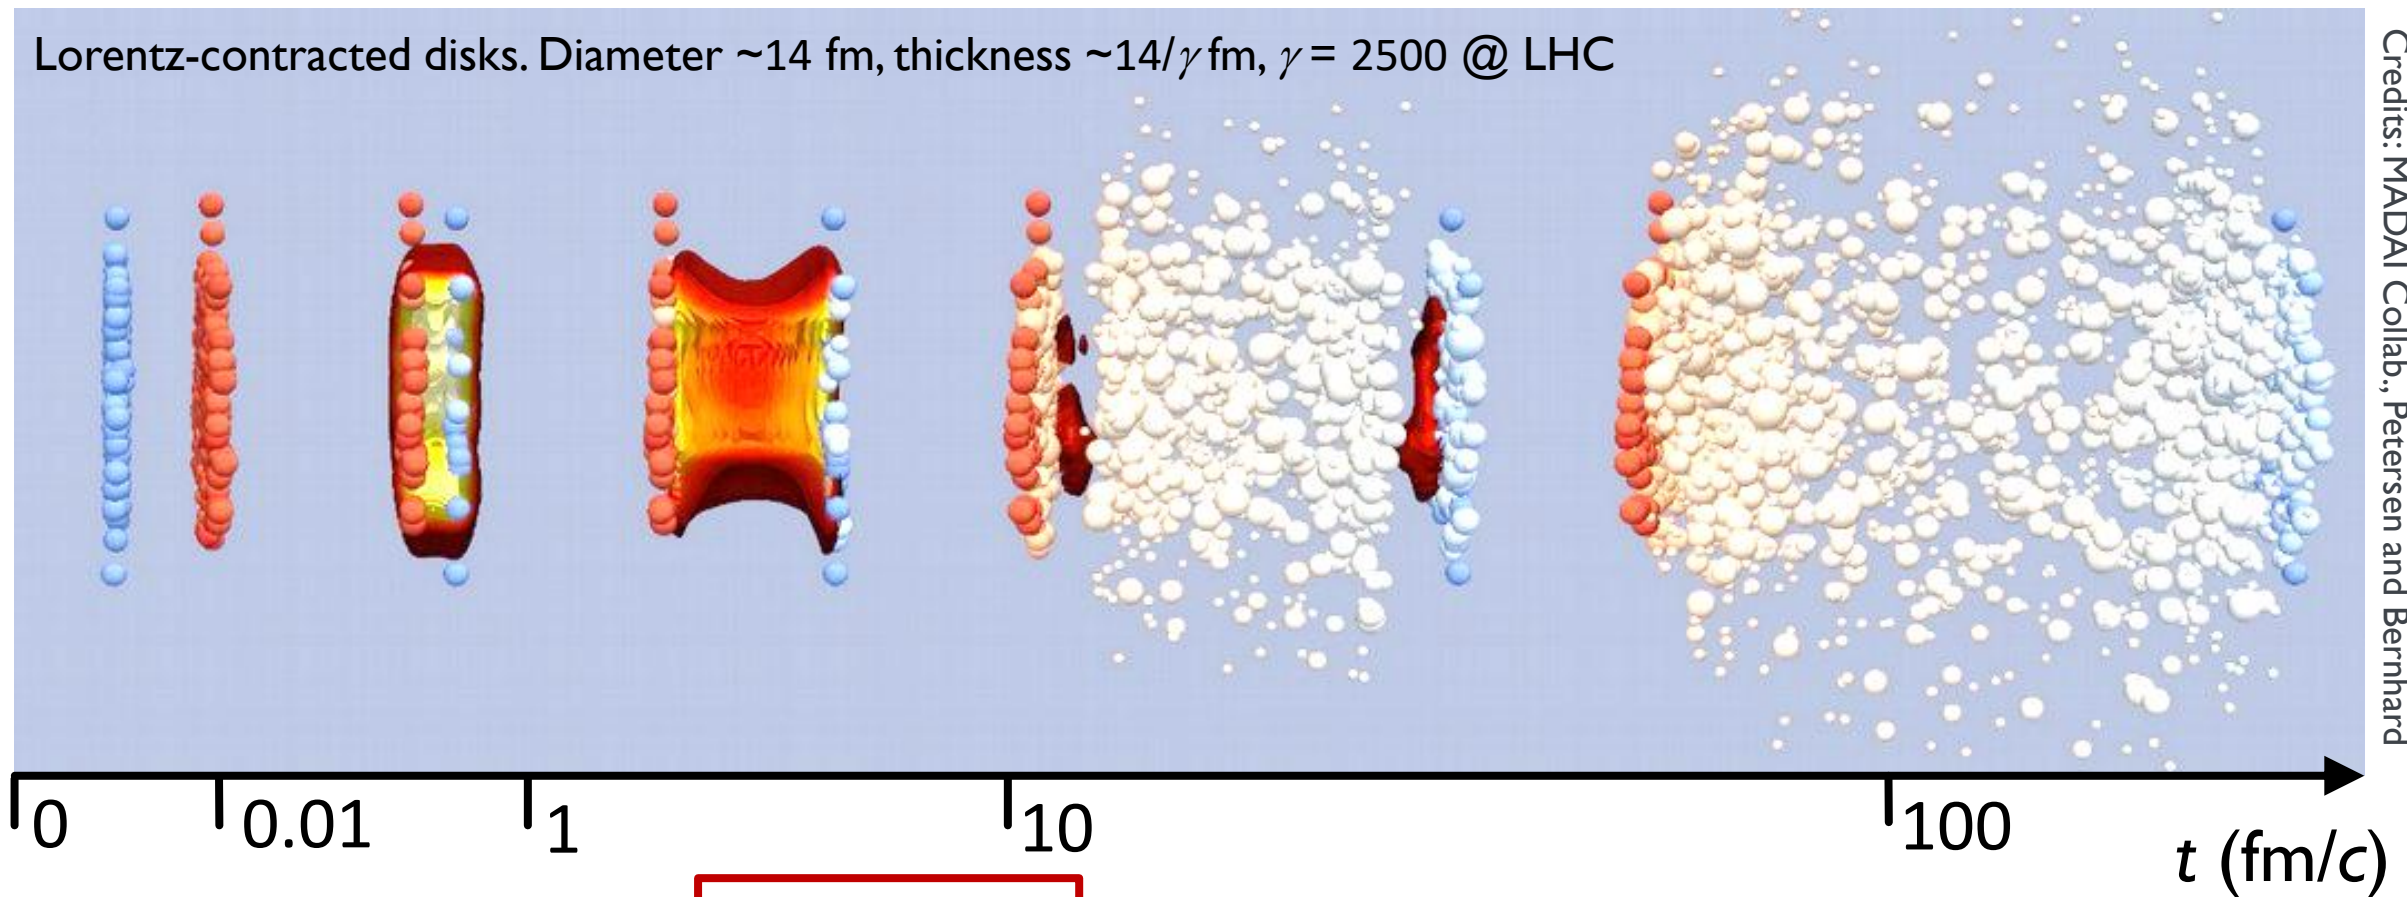 Lorentz-contracted disks. Diameter ~14 fm, thickness ~14/γ fm, γ = 2500 @ LHC
Credits: MADAI Collab., Petersen and Bernhard
0
0.01
1
10
100
t (fm/c)